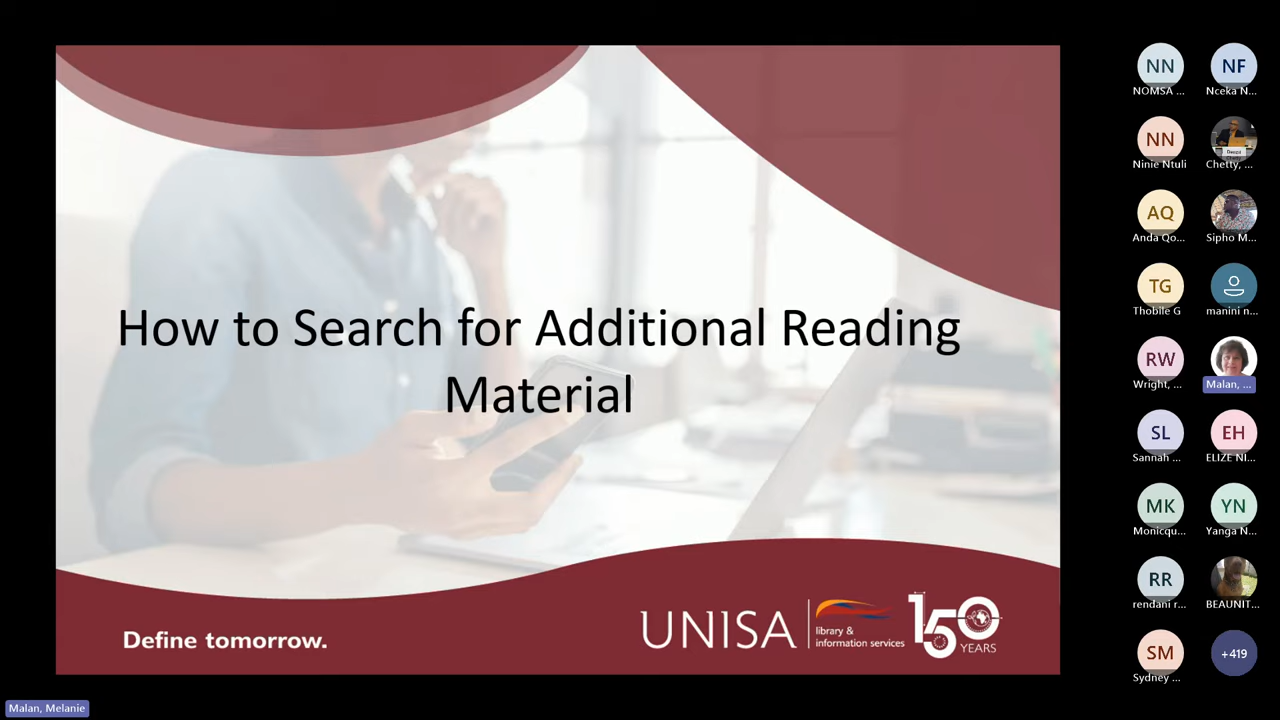 How to Search for Additional Reading
Material
Define tomorrow.
UNISA
library &
information services
150
YEARS
NN
NOMSA ...
NF
Nceka N...
NN
Ninie Ntuli
Chetty, ...
AQ
Anda Qo...
Sipho M...
TG
Thobile G
manini n...
RW
Wright, ...
Malan, ...
SL
Sannah ...
EH
ELIZE NI...
MK
Monicqu...
YN
Yanga N...
RR
rendani r...
BEAUNIT...
SM
Sydney ...
+419
Malan, Melanie